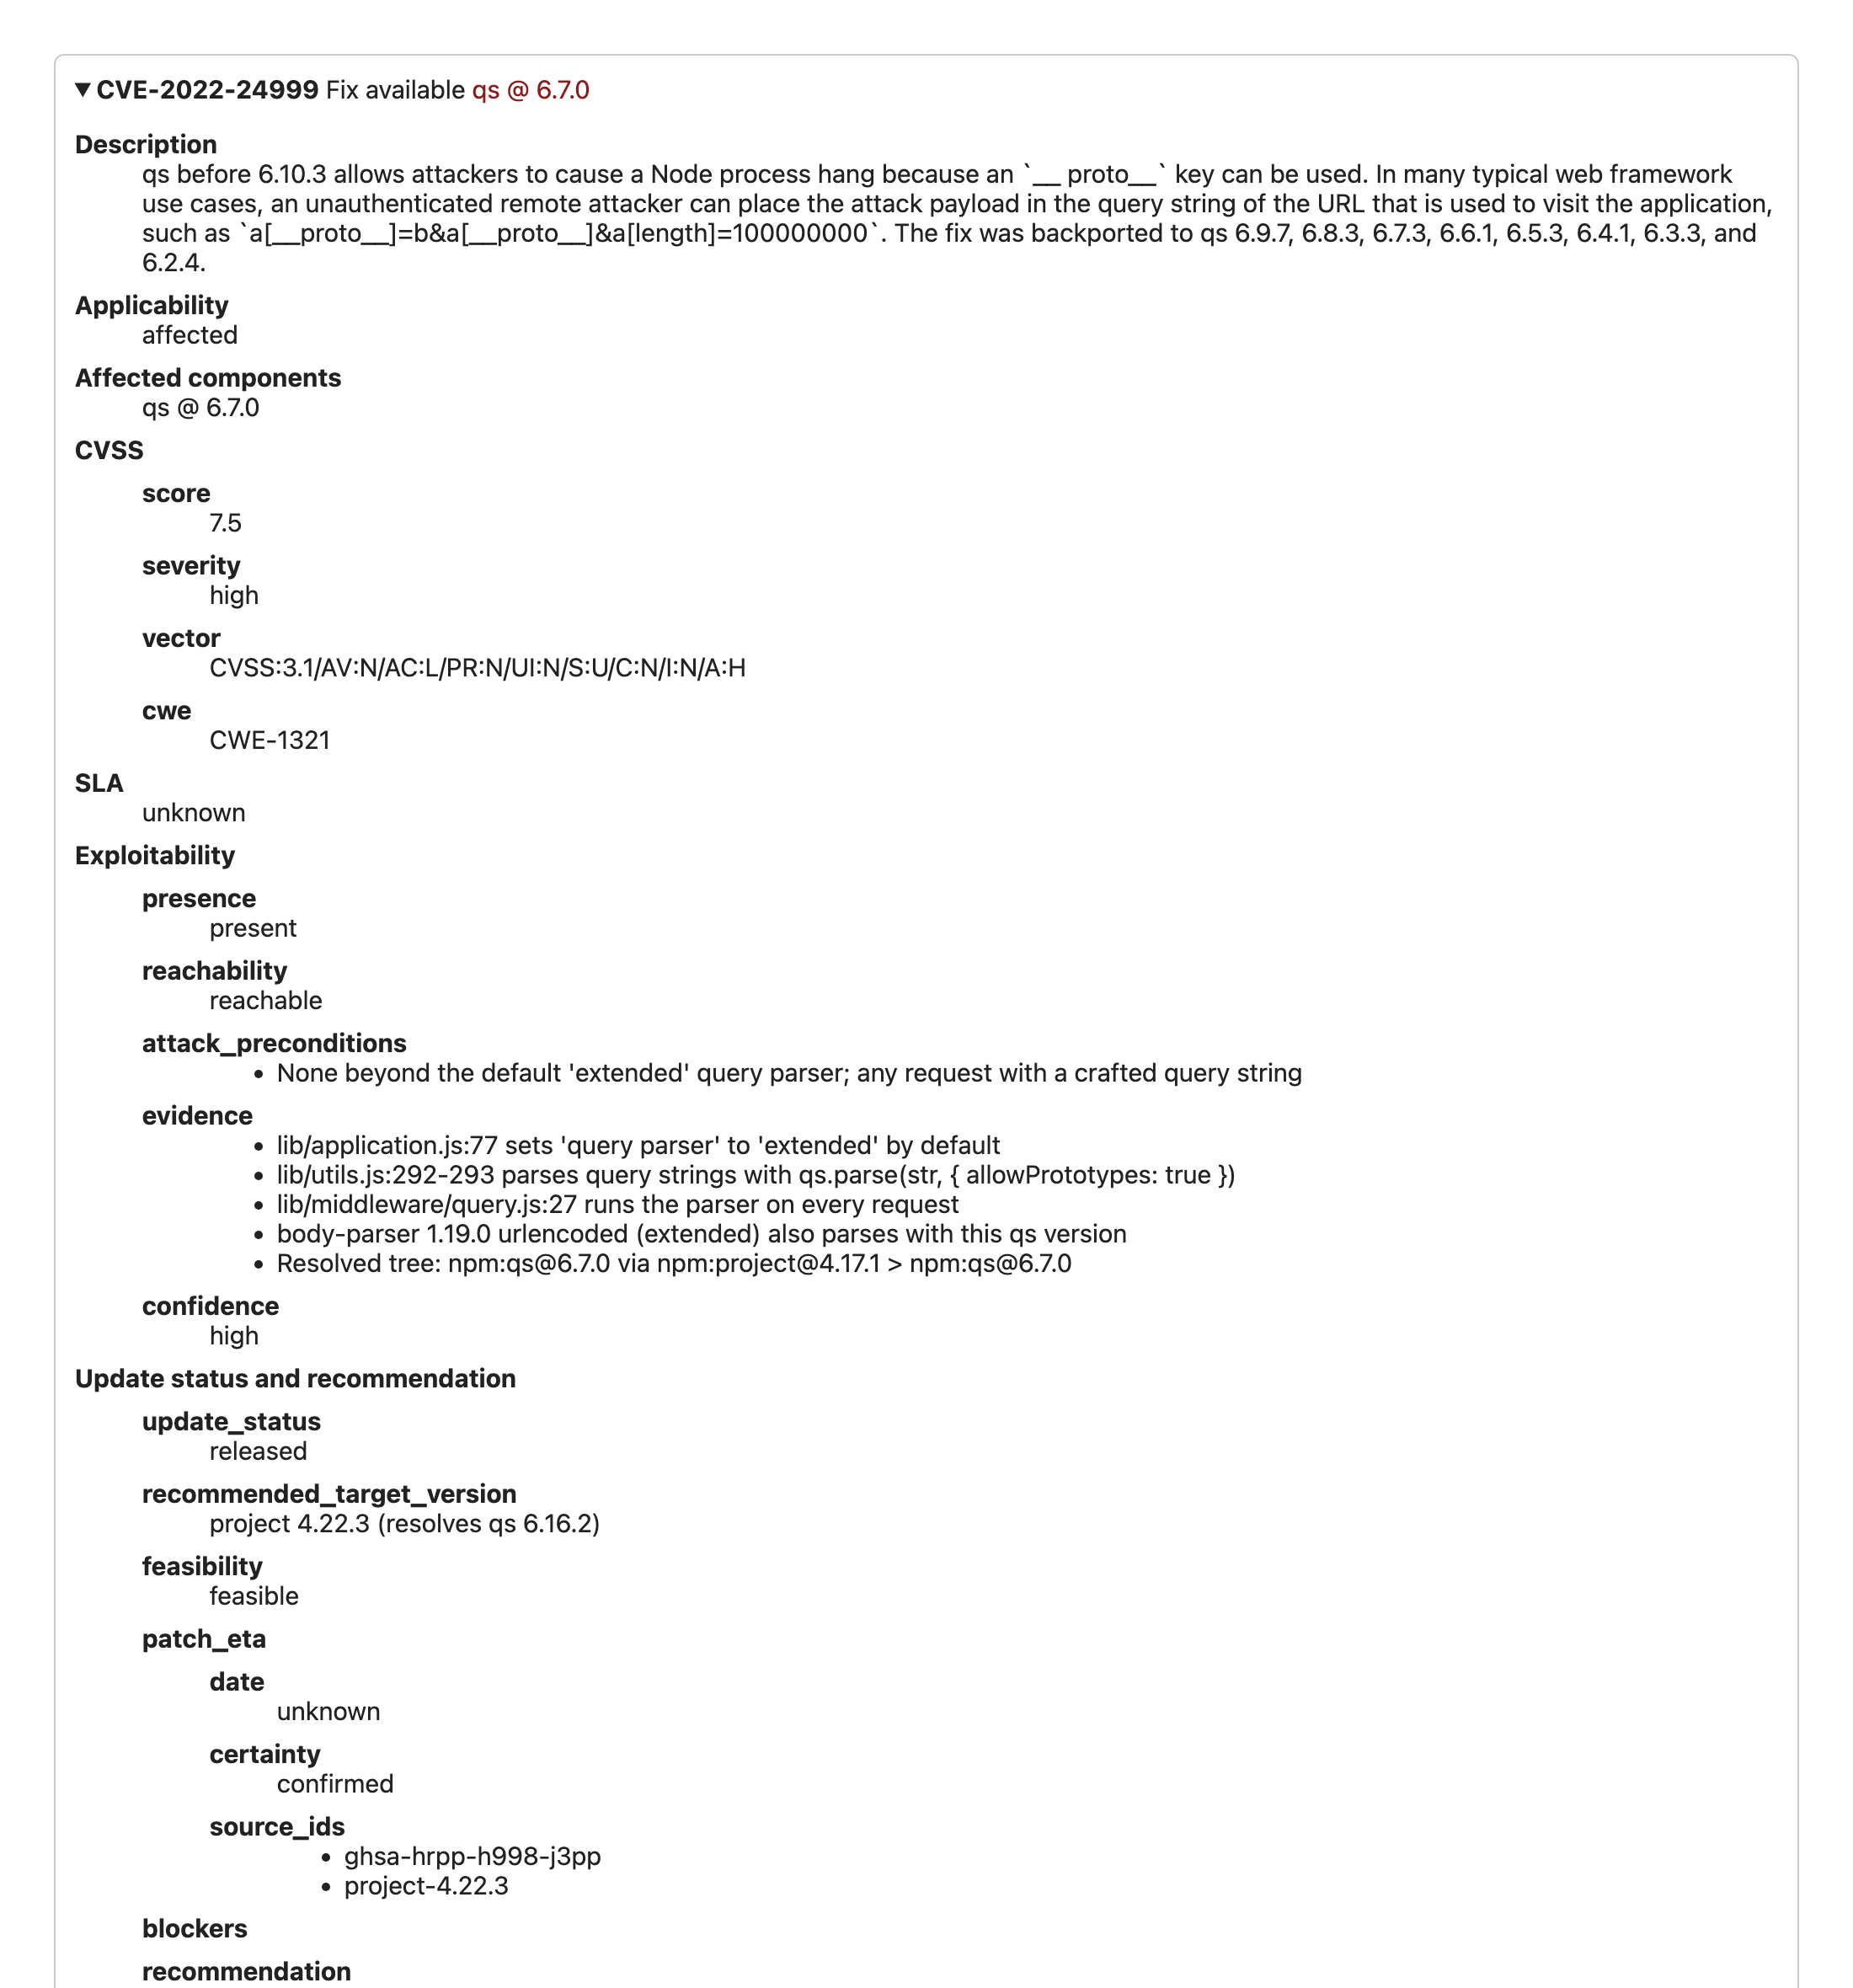 ▼ CVE-2022-24999 Fix available qs @ 6.7.0
Description
qs before 6.10.3 allows attackers to cause a Node process hang because an `__ proto__` key can be used. In many typical web framework
use cases, an unauthenticated remote attacker can place the attack payload in the query string of the URL that is used to visit the application,
such as `a[__proto__]=b&a[__proto__]&a[length]=100000000`. The fix was backported to qs 6.9.7, 6.8.3, 6.7.3, 6.6.1, 6.5.3, 6.4.1, 6.3.3, and
6.2.4.
Applicability
affected
Affected components
qs @ 6.7.0
CVSS
score
7.5
severity
high
vector
CVSS:3.1/AV:N/AC:L/PR:N/UI:N/S:U/C:N/I:N/A:H
cwe
CWE-1321
SLA
unknown
Exploitability
presence
present
reachability
reachable
attack_preconditions
• None beyond the default 'extended' query parser; any request with a crafted query string
evidence
• lib/application.js:77 sets 'query parser' to 'extended' by default
• lib/utils.js:292-293 parses query strings with qs.parse(str, { allowPrototypes: true })
• lib/middleware/query.js:27 runs the parser on every request
• body-parser 1.19.0 urlencoded (extended) also parses with this qs version
• Resolved tree: npm:qs@6.7.0 via npm:project@4.17.1 > npm:qs@6.7.0
confidence
high
Update status and recommendation
update_status
released
recommended_target_version
project 4.22.3 (resolves qs 6.16.2)
feasibility
feasible
patch_eta
date
unknown
certainty
confirmed
source_ids
• ghsa-hrpp-h998-j3pp
• project-4.22.3
blockers
recommendation